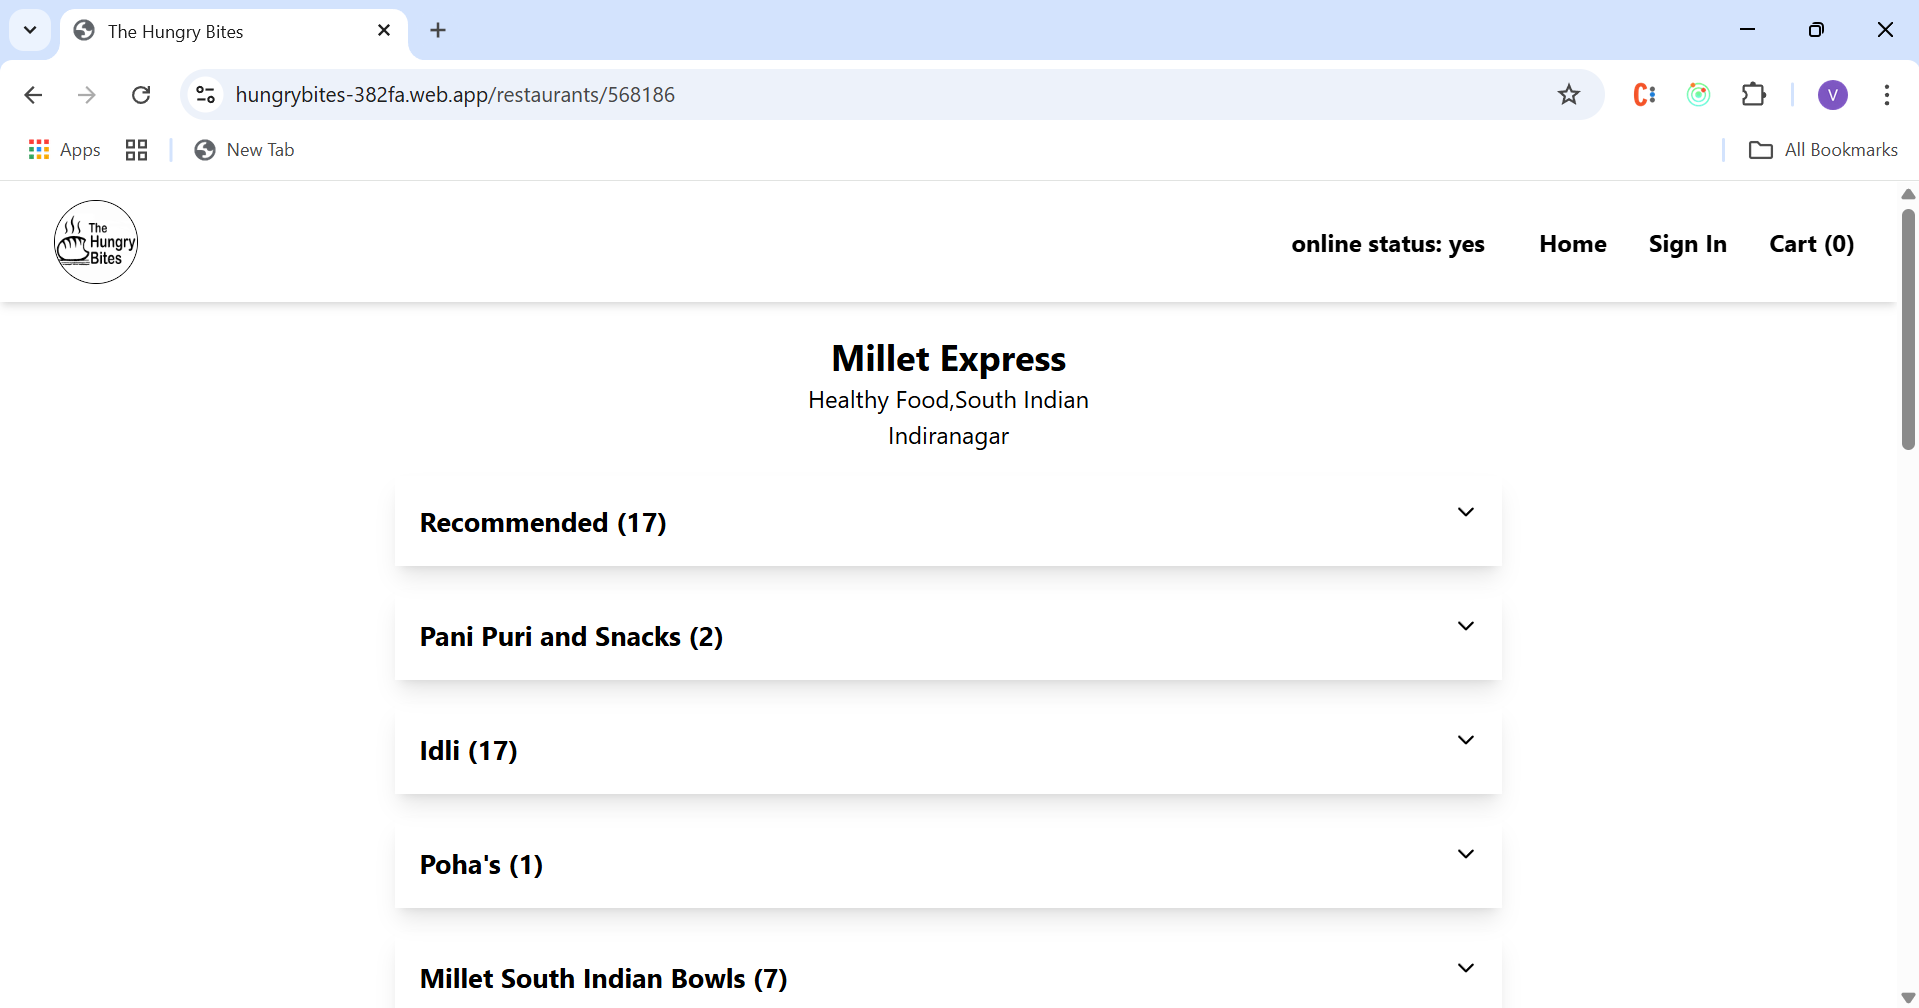 The Hungry Bites
hungrybites-382fa.web.app/restaurants/568186
V
Apps
New Tab
All Bookmarks
The
Hungry
Bites
online status: yes
Home
Sign In
Cart (0)
Millet Express
Healthy Food,South Indian
Indiranagar
Recommended (17)
Pani Puri and Snacks (2)
Idli (17)
Poha's (1)
Millet South Indian Bowls (7)